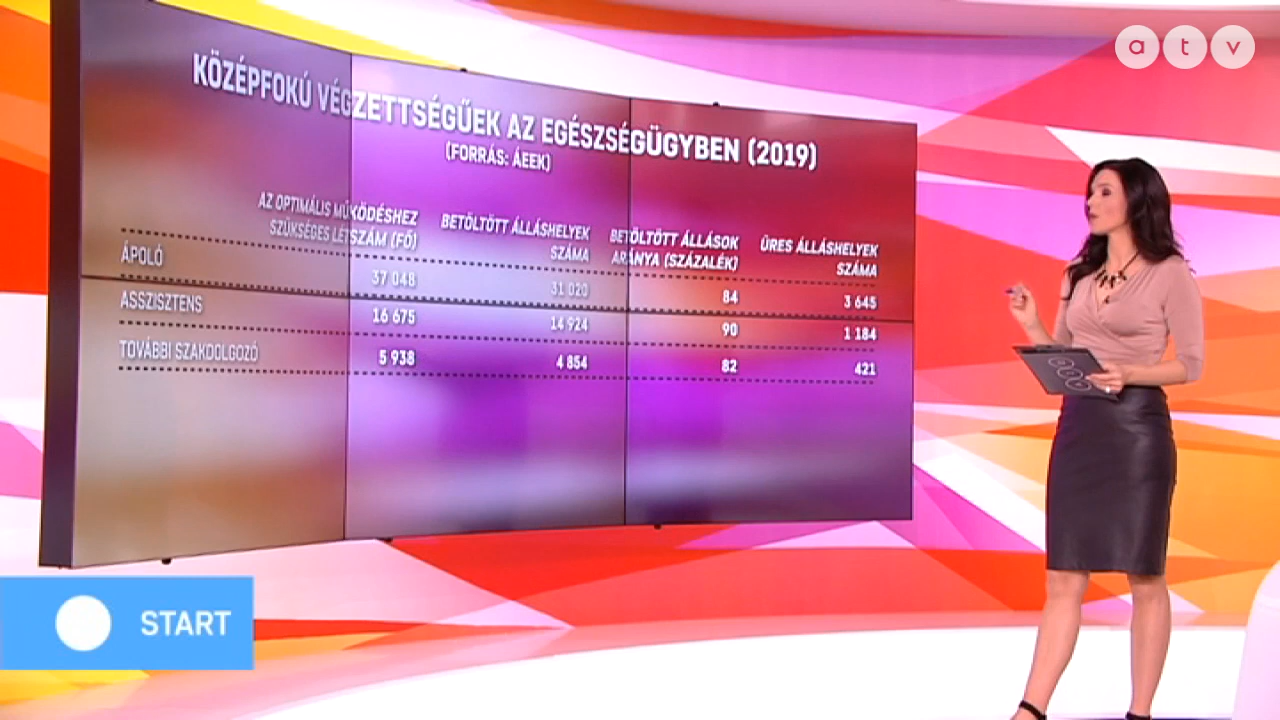 atv
KÖZÉPFOKÚ VÉGZETTSÉGŰEK AZ EGÉSZSÉGÜGYBEN (2019)
(FORRÁS: ÁEEK)
AZ OPTIMÁLIS MŰKÖDÉSHEZ
SZÜKSÉGES LÉTSZÁM (FŐ)
BETÖLTÖTT ÁLLÁSHELYEK
SZÁMA
BETÖLTÖTT ÁLLÁSOK
ARÁNYA (SZÁZALÉK)
ÜRES ÁLLÁSHELYEK
SZÁMA
ÁPOLÓ 37 048 31 020 84 3 645
ASSZISZTENS 16 675 14 924 90 1 184
TOVÁBBI SZAKDOLGOZÓ 5 938 4 854 82 421
START